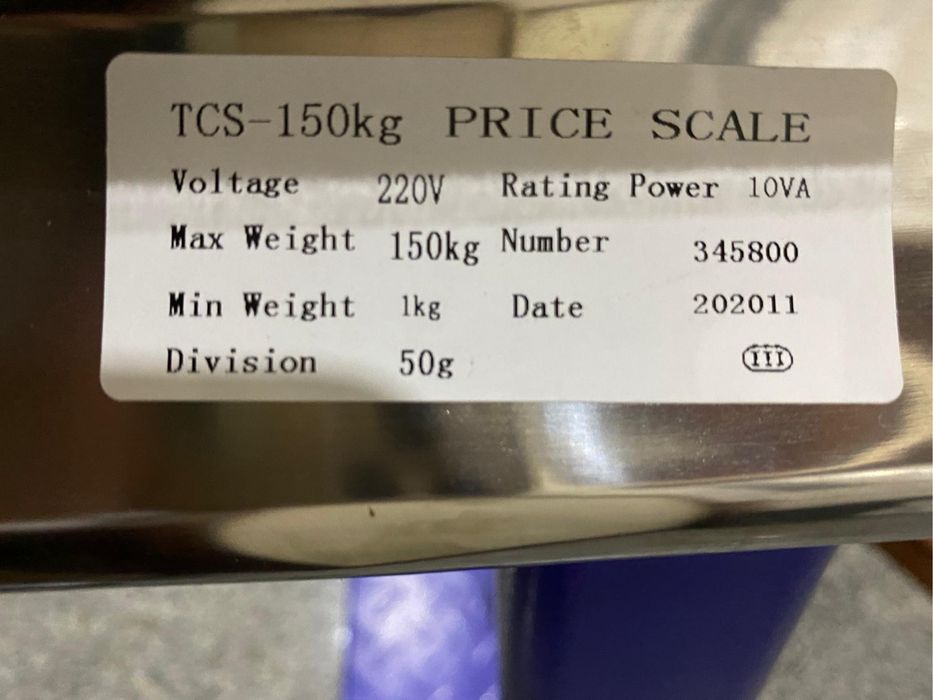 TCS-150kg PRICE SCALE
Voltage 220V Rating Power 10VA
Max Weight 150kg Number 345800
Min Weight 1kg Date 202011
Division 50g III